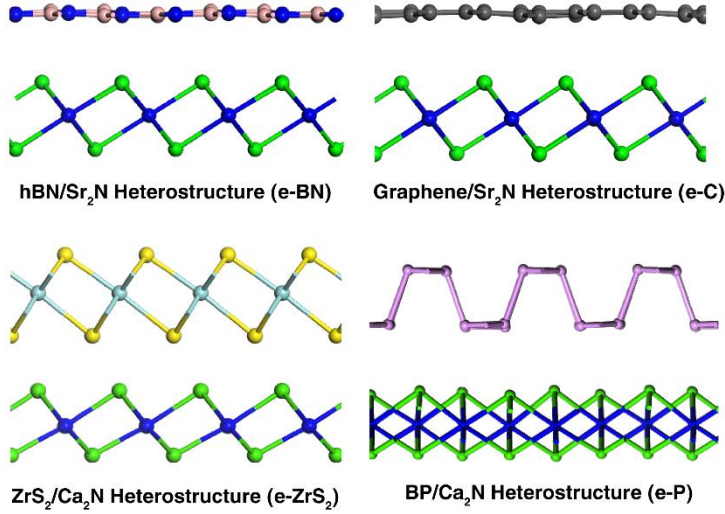 hBN/Sr₂N Heterostructure (e-BN)
Graphene/Sr₂N Heterostructure (e-C)
ZrS₂/Ca₂N Heterostructure (e-ZrS₂)
BP/Ca₂N Heterostructure (e-P)